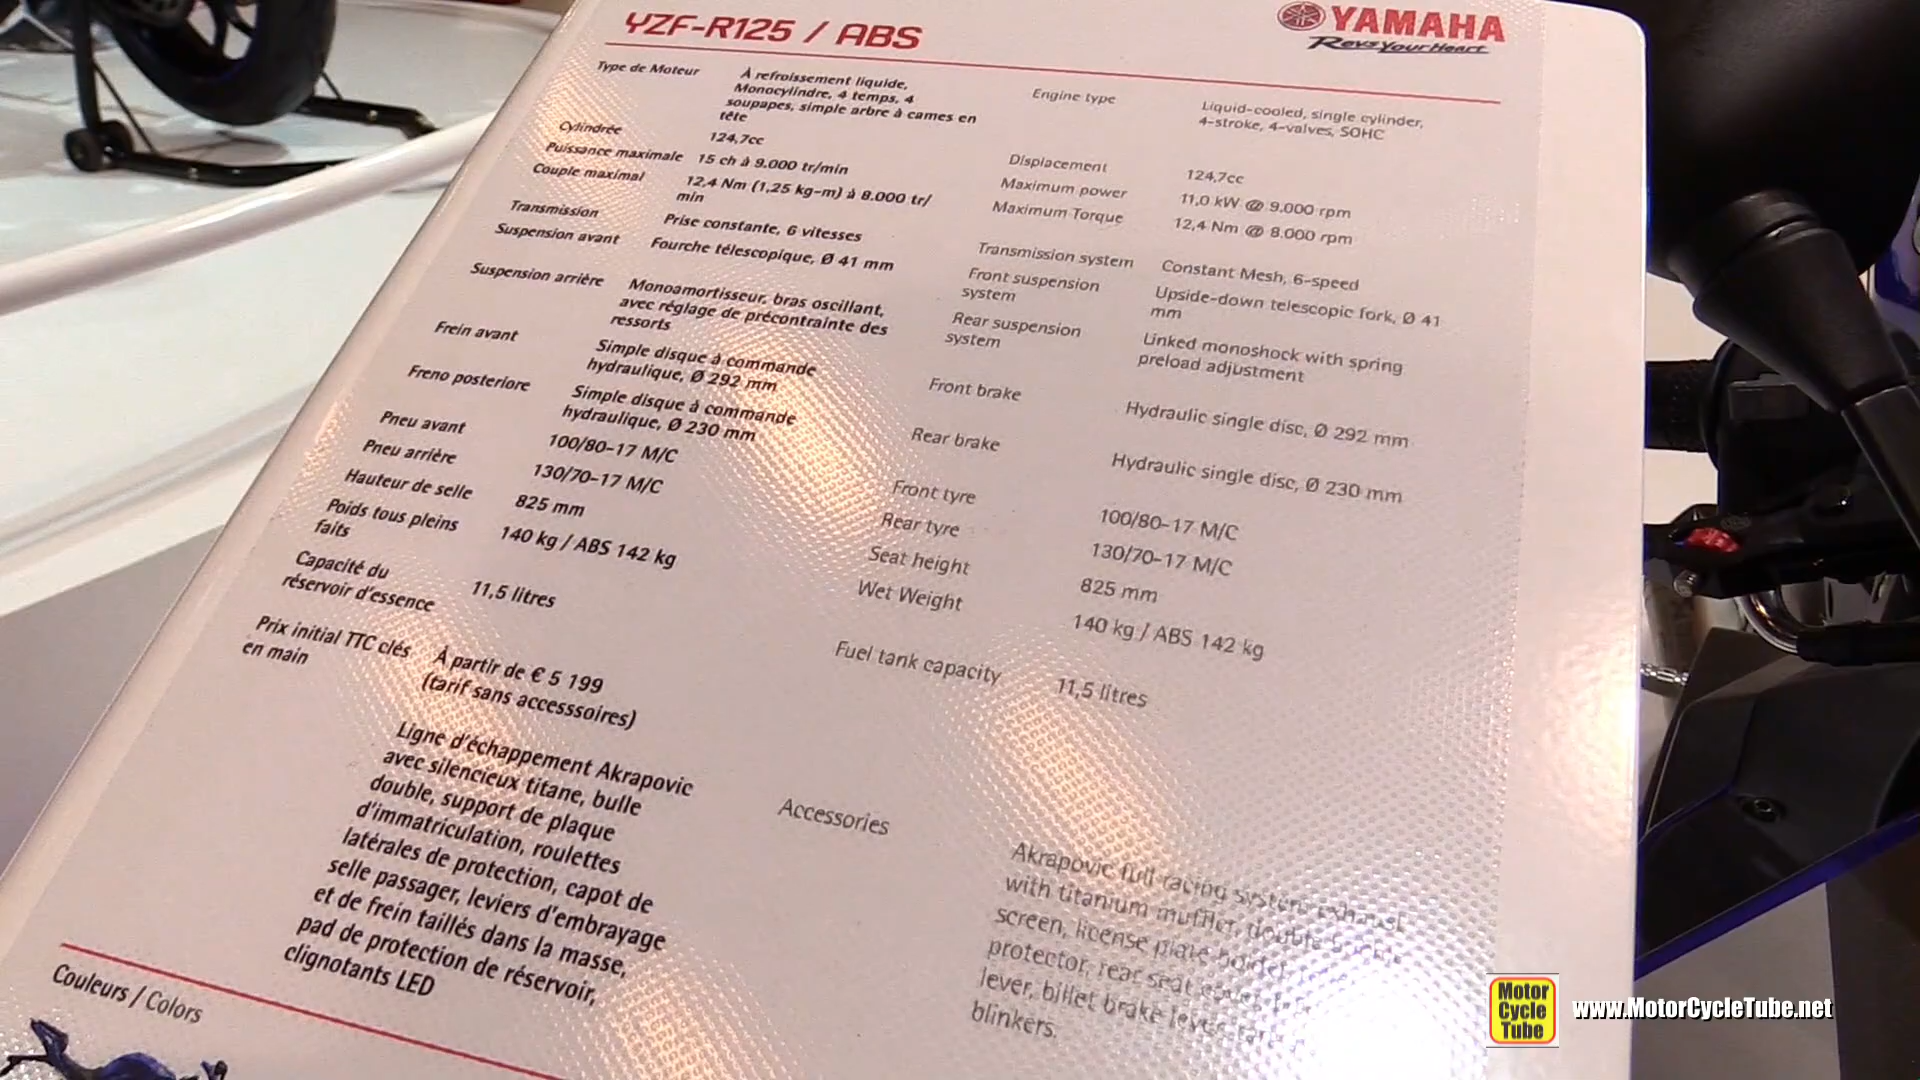 YZF-R125 / ABS
YAMAHA
Revs Your Heart
Type de Moteur
À refroissement liquide,
Monocylindre, 4 temps, 4
soupapes, simple arbre à cames en
tête
Cylindrée
124,7cc
Puissance maximale
15 ch à 9.000 tr/min
Couple maximal
12,4 Nm (1,25 kg-m) à 8.000 tr/
min
Transmission
Prise constante, 6 vitesses
Suspension avant
Fourche télescopique, Ø 41 mm
Suspension arrière
Monoamortisseur, bras oscillant,
avec réglage de précontrainte des
ressorts
Frein avant
Simple disque à commande
hydraulique, Ø 292 mm
Freno posteriore
Simple disque à commande
hydraulique, Ø 230 mm
Pneu avant
100/80-17 M/C
Pneu arrière
130/70-17 M/C
Hauteur de selle
825 mm
Poids tous pleins
faits
140 kg / ABS 142 kg
Capacité du
réservoir d'essence
11,5 litres
Prix initial TTC clés
en main
À partir de € 5 199
(tarif sans accesssoires)
Ligne d'échappement Akrapovic
avec silencieux titane, bulle
double, support de plaque
d'immatriculation, roulettes
latérales de protection, capot de
selle passager, leviers d'embrayage
et de frein taillés dans la masse,
pad de protection de réservoir,
clignotants LED
Engine type
Liquid-cooled, single cylinder,
4-stroke, 4-valves, SOHC
Displacement
124,7cc
Maximum power
11,0 kW @ 9.000 rpm
Maximum Torque
12,4 Nm @ 8.000 rpm
Transmission system
Constant Mesh, 6-speed
Front suspension
system
Upside-down telescopic fork, Ø 41
mm
Rear suspension
system
Linked monoshock with spring
preload adjustment
Front brake
Hydraulic single disc, Ø 292 mm
Rear brake
Hydraulic single disc, Ø 230 mm
Front tyre
100/80-17 M/C
Rear tyre
130/70-17 M/C
Seat height
825 mm
Wet Weight
140 kg / ABS 142 kg
Fuel tank capacity
11,5 litres
Accessories
Akrapovic full racing system exhaust
with titanium muffler, double
screen, license plate holder,
protector, rear seat cover,
lever, billet brake lever,
blinkers.
Couleurs / Colors
Motor
Cycle
Tube
www.MotorCycleTube.net